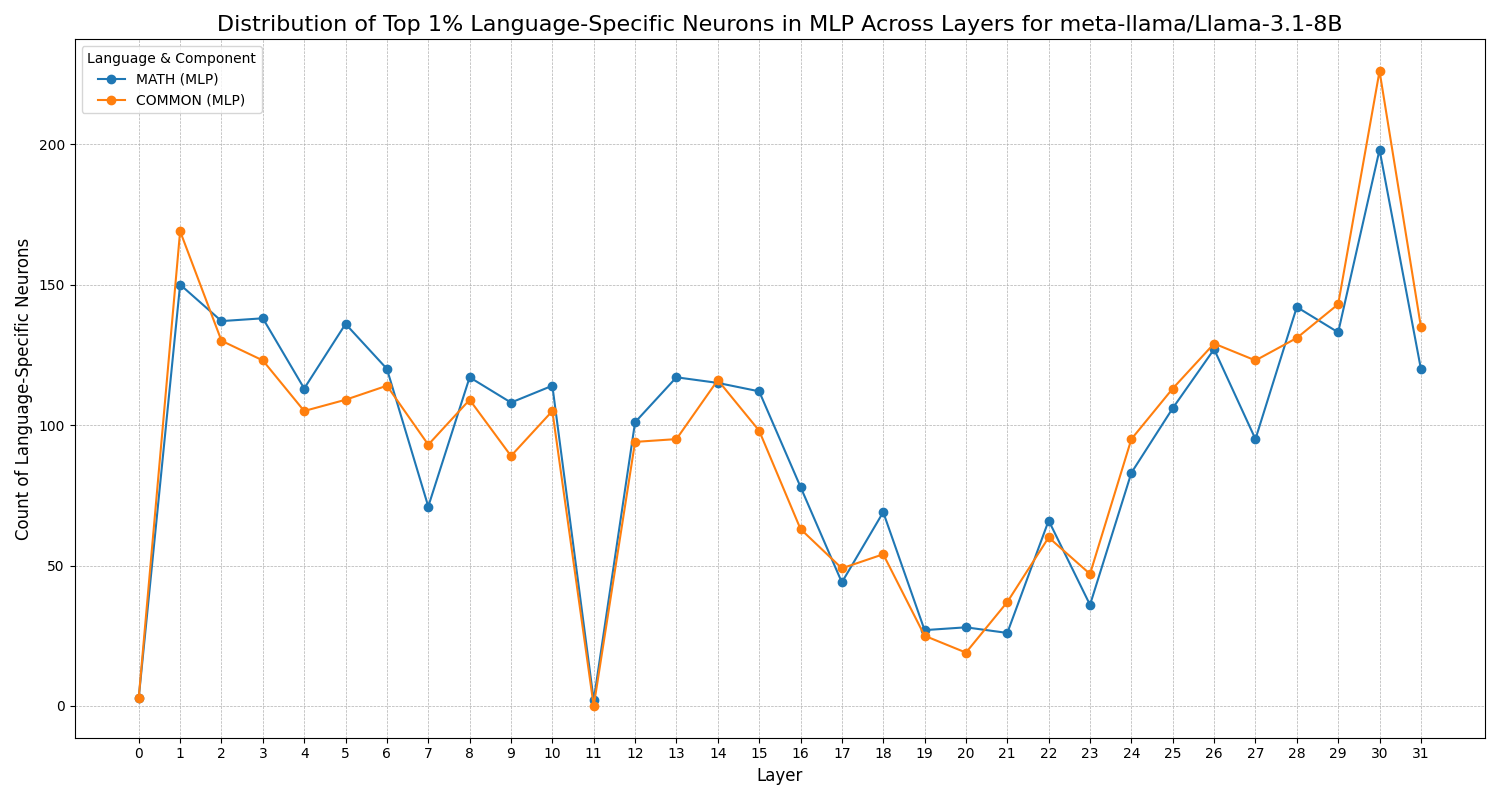 Distribution of Top 1% Language-Specific Neurons in MLP Across Layers for meta-llama/Llama-3.1-8B
Language & Component
MATH (MLP)
COMMON (MLP)
Count of Language-Specific Neurons
200
150
100
50
0
0 1 2 3 4 5 6 7 8 9 10 11 12 13 14 15 16 17 18 19 20 21 22 23 24 25 26 27 28 29 30 31
Layer